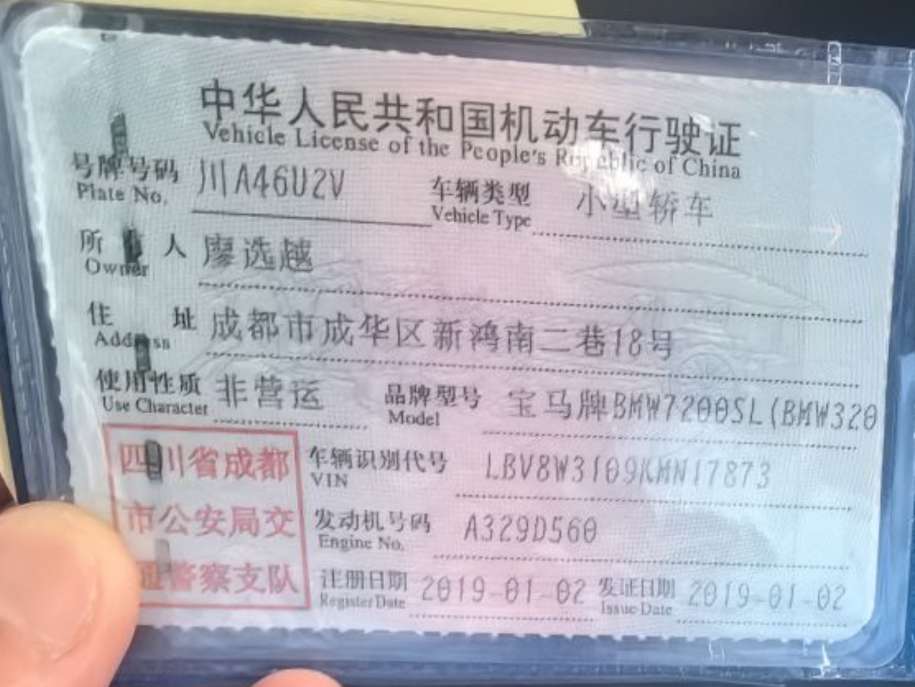 中华人民共和国机动车行驶证
Vehicle License of the People's Republic of China
号牌号码 川A46U2V 车辆类型 小型轿车
Plate No. Vehicle Type
所有人 廖选越
Owner
住址 成都市成华区新鸿南二巷18号
Address
使用性质 非营运 品牌型号 宝马牌BMW7200SL(BMW320
Use Character Model
四川省成都
市公安局交
通警察支队
车辆识别代号 LBV8W3109KMN17873
VIN
发动机号码 A329D560
Engine No.
注册日期 2019-01-02 发证日期 2019-01-02
Register Date Issue Date